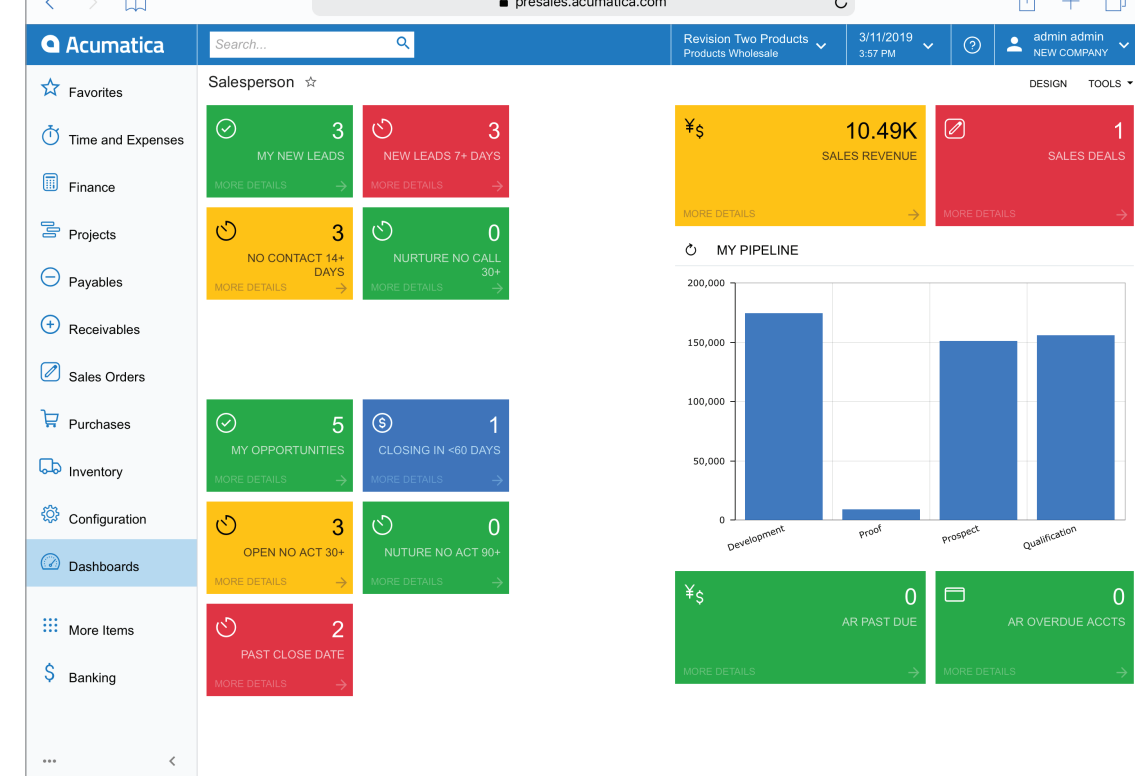 presales.acumatica.com
Acumatica
Search...
Revision Two Products
Products Wholesale
3/11/2019
3:57 PM
admin admin
NEW COMPANY
Favorites
Time and Expenses
Finance
Projects
Payables
Receivables
Sales Orders
Purchases
Inventory
Configuration
Dashboards
More Items
Banking
Salesperson
DESIGN TOOLS
3
MY NEW LEADS
MORE DETAILS
3
NEW LEADS 7+ DAYS
MORE DETAILS
3
NO CONTACT 14+
DAYS
MORE DETAILS
0
NURTURE NO CALL
30+
MORE DETAILS
5
MY OPPORTUNITIES
MORE DETAILS
1
CLOSING IN <60 DAYS
MORE DETAILS
3
OPEN NO ACT 30+
MORE DETAILS
0
NUTURE NO ACT 90+
MORE DETAILS
2
PAST CLOSE DATE
MORE DETAILS
¥$
10.49K
SALES REVENUE
MORE DETAILS
1
SALES DEALS
MORE DETAILS
MY PIPELINE
200,000
150,000
100,000
50,000
0
Development Proof Prospect Qualification
¥$
0
AR PAST DUE
MORE DETAILS
0
AR OVERDUE ACCTS
MORE DETAILS